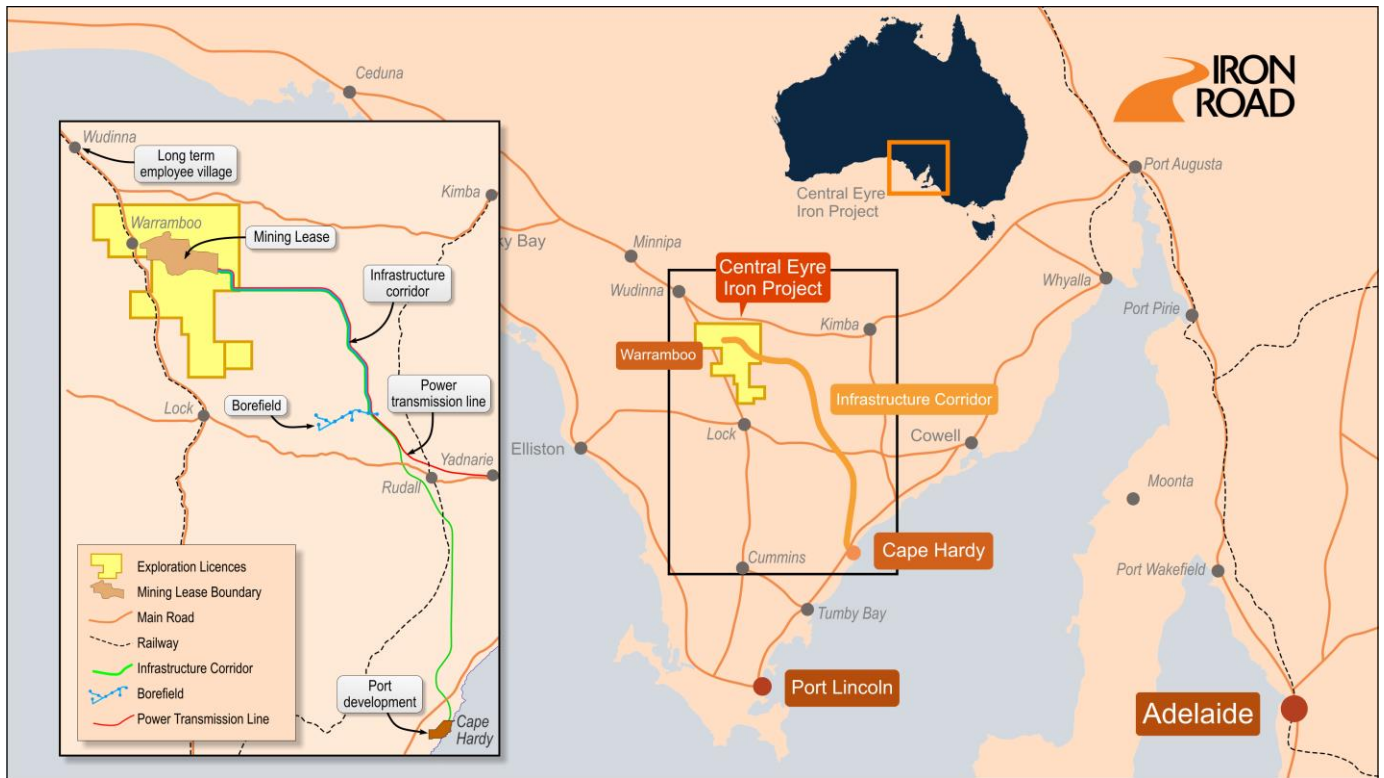 Ceduna
IRON
ROAD
Port Augusta
Central Eyre
Iron Project
ky Bay
Minnipa
Central Eyre
Iron Project
Wudinna
Whyalla
Port Pirie
Kimba
Warramboo
Infrastructure Corridor
Lock
Cowell
Elliston
Moonta
Cape Hardy
Cummins
Port Wakefield
Tumby Bay
Port Lincoln
Adelaide
Wudinna
Long term
employee village
Kimba
Warramboo
Mining Lease
Infrastructure
corridor
Power
transmission line
Borefield
Lock
Yadnarie
Rudall
Exploration Licences
Mining Lease Boundary
Main Road
Railway
Infrastructure Corridor
Borefield
Power Transmission Line
Port
development
Cape
Hardy